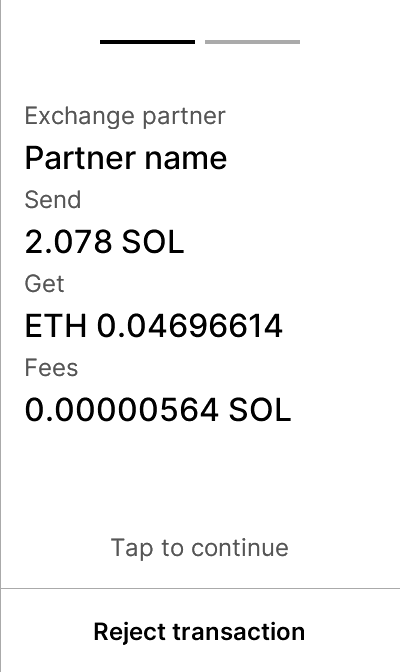 Exchange partner
Partner name
Send
2.078 SOL
Get
ETH 0.04696614
Fees
0.00000564 SOL
Tap to continue
Reject transaction